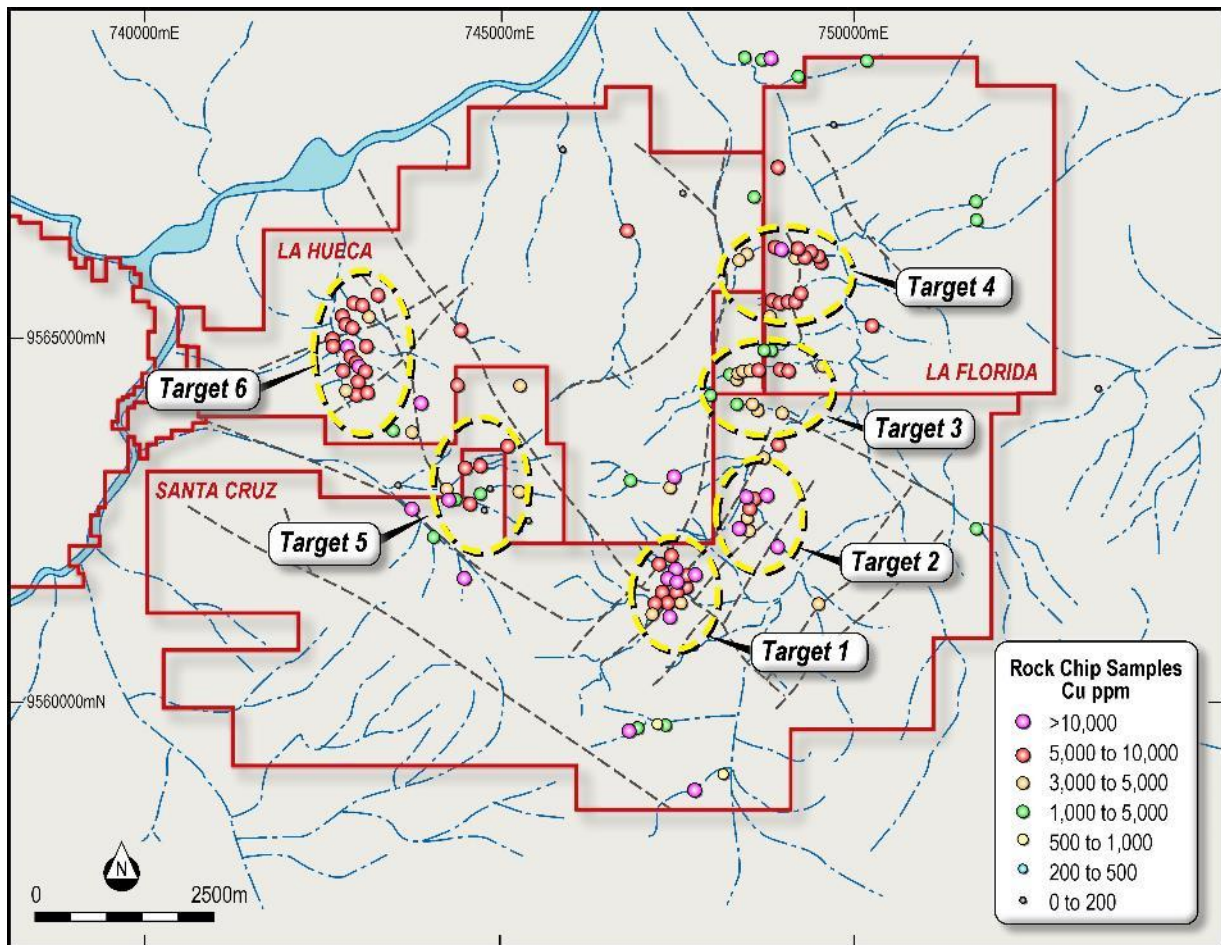 740000mE
745000mE
750000mE
LA HUECA
Target 4
9565000mN
Target 6
LA FLORIDA
Target 3
SANTA CRUZ
Target 5
Target 2
Target 1
9560000mN
Rock Chip Samples
Cu ppm
>10,000
5,000 to 10,000
3,000 to 5,000
1,000 to 5,000
500 to 1,000
200 to 500
0 to 200
N
0 2500m